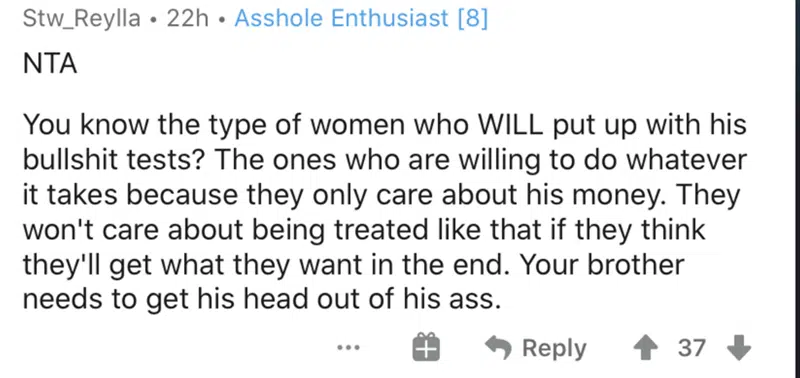 Stw_Reylla • 22h • Asshole Enthusiast [8]
NTA
You know the type of women who WILL put up with his
bullshit tests? The ones who are willing to do whatever
it takes because they only care about his money. They
won't care about being treated like that if they think
they'll get what they want in the end. Your brother
needs to get his head out of his ass.
... Reply 37